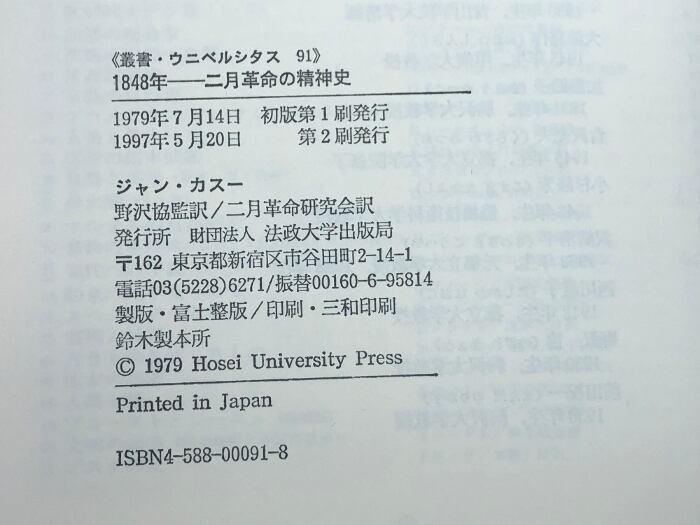 《叢書・ウニベルシタス 91》
1848年——二月革命の精神史
1979年7月14日 初版第1刷発行
1997年5月20日 第2刷発行
ジャン・カスー
野沢協監訳/二月革命研究会訳
発行所 財団法人 法政大学出版局
〒162 東京都新宿区市谷田町2-14-1
電話03(5228)6271/振替00160-6-95814
製版・富士整版/印刷・三和印刷
鈴木製本所
© 1979 Hosei University Press
Printed in Japan
ISBN4-588-00091-8